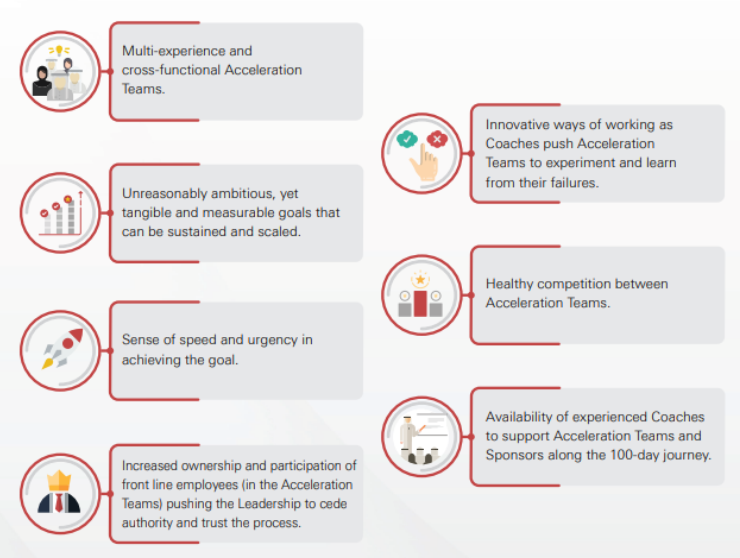 Multi-experience and
cross-functional Acceleration
Teams.
Unreasonably ambitious, yet
tangible and measurable goals that
can be sustained and scaled.
Sense of speed and urgency in
achieving the goal.
Increased ownership and participation of
front line employees (in the Acceleration
Teams) pushing the Leadership to cede
authority and trust the process.
Innovative ways of working as
Coaches push Acceleration
Teams to experiment and learn
from their failures.
Healthy competition between
Acceleration Teams.
Availability of experienced Coaches
to support Acceleration Teams and
Sponsors along the 100-day journey.